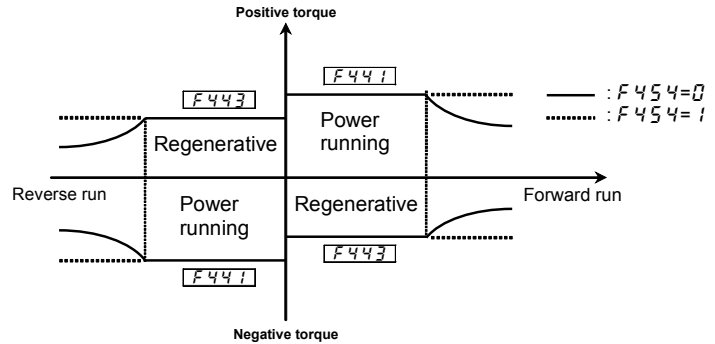 Positive torque
F441
F443
: F454=0
: F454=1
Power
running
Regenerative
Reverse run
Forward run
Power
running
Regenerative
F443
F441
Negative torque